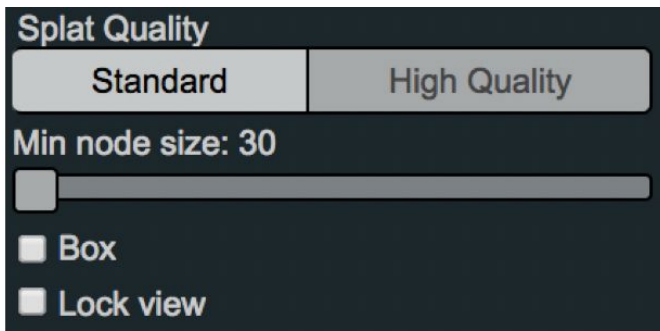 Splat Quality
Standard High Quality
Min node size: 30
Box
Lock view